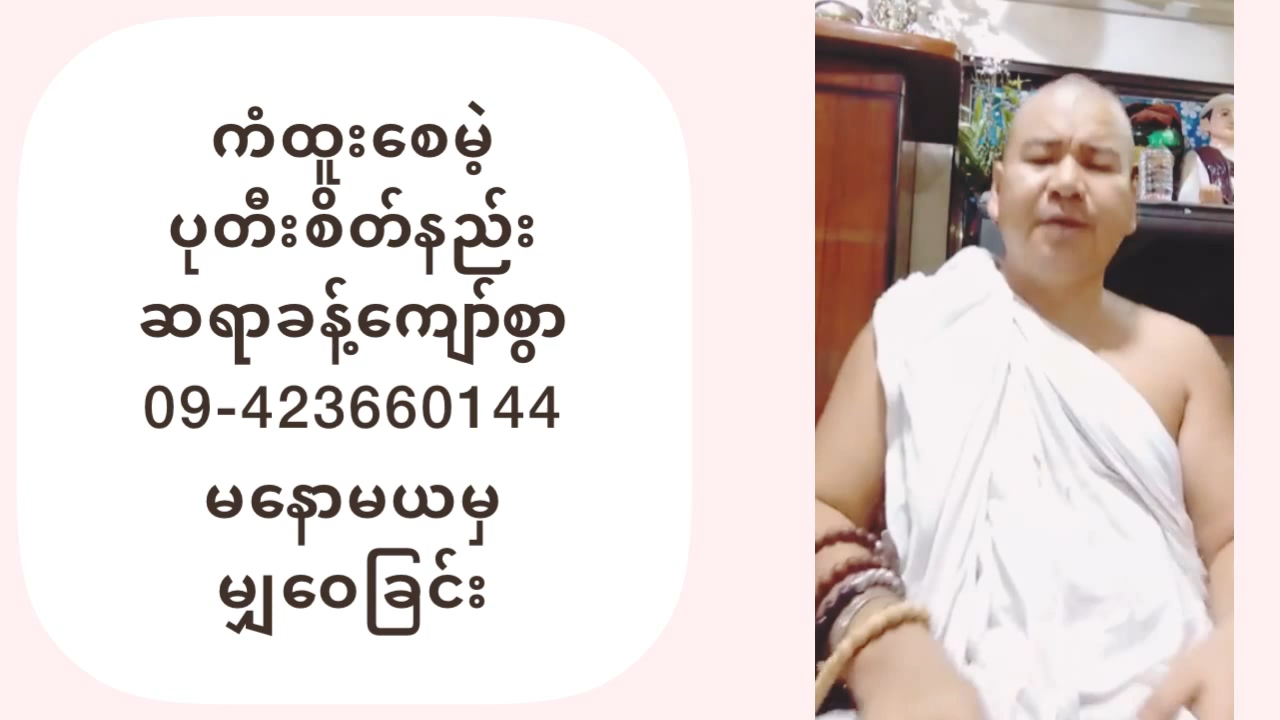 ကံထူးစေမဲ့
ပုတီးစိတ်နည်း
ဆရာခန့်ကျော်စွာ
09-423660144
မနောမယမှ
မျှဝေခြင်း